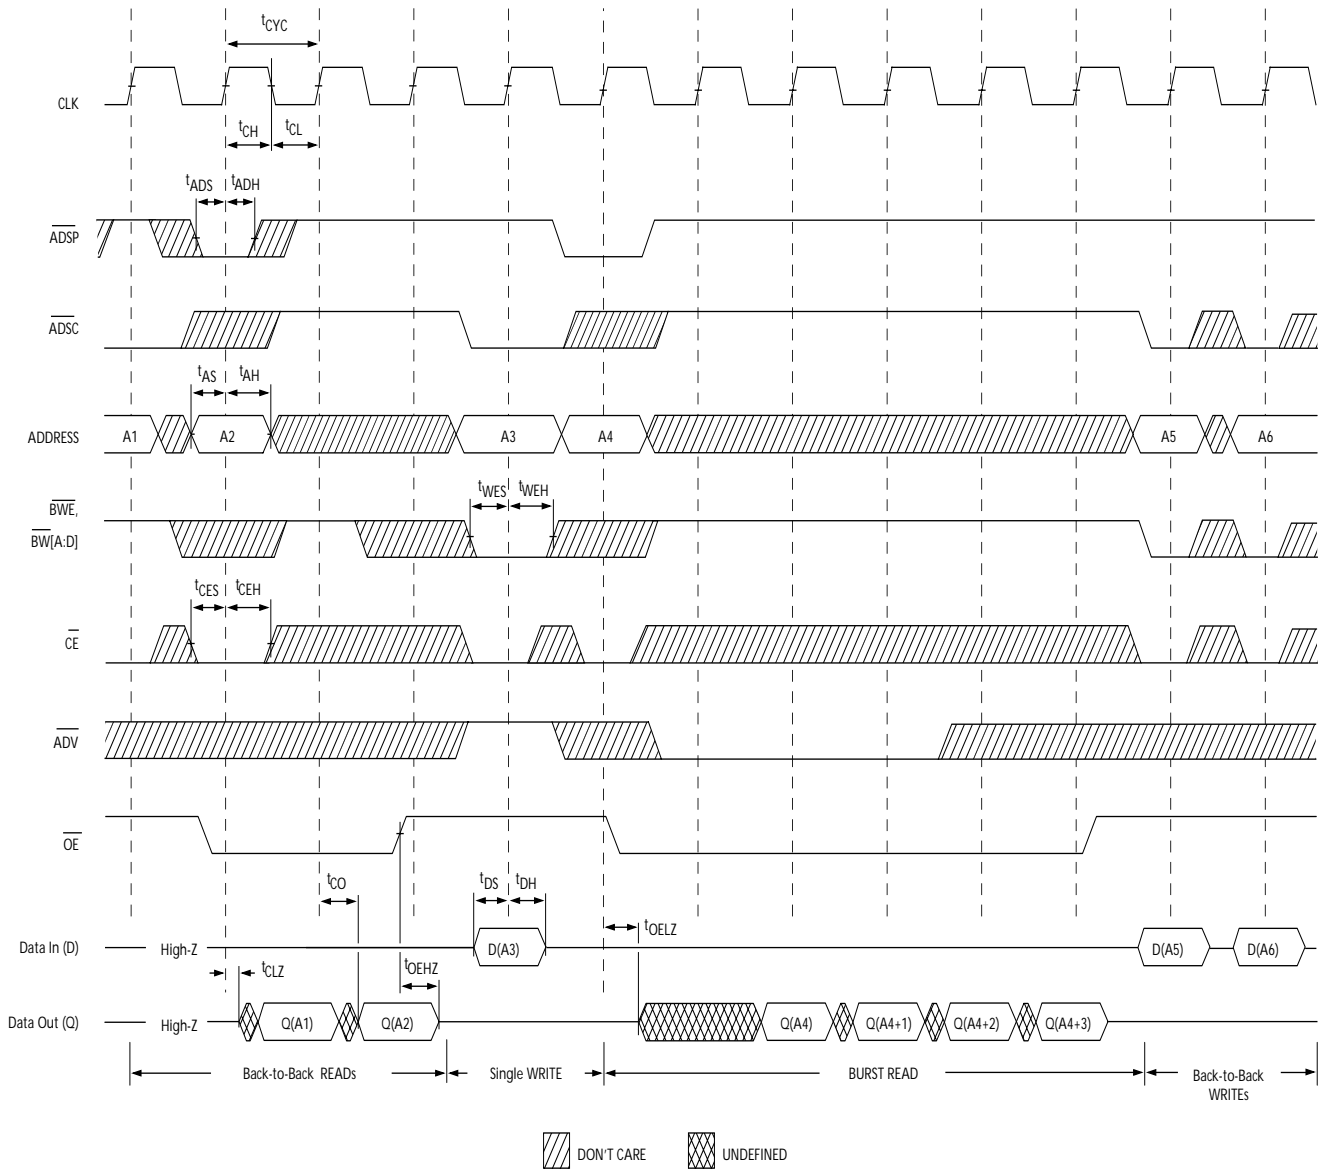 tCYC
CLK
tCH
tCL
tADS
tADH
ADSP
ADSC
tAS
tAH
ADDRESS
A1
A2
A3
A4
A5
A6
BWE,
tWES
tWEH
BW[A:D]
tCES
tCEH
CE
ADV
OE
tCO
tDS
tDH
tOELZ
Data In (D)
High-Z
D(A3)
D(A5)
D(A6)
tCLZ
tOEHZ
Data Out (Q)
High-Z
Q(A1)
Q(A2)
Q(A4)
Q(A4+1)
Q(A4+2)
Q(A4+3)
Back-to-Back READs
Single WRITE
BURST READ
Back-to-Back
WRITEs
DON'T CARE
UNDEFINED